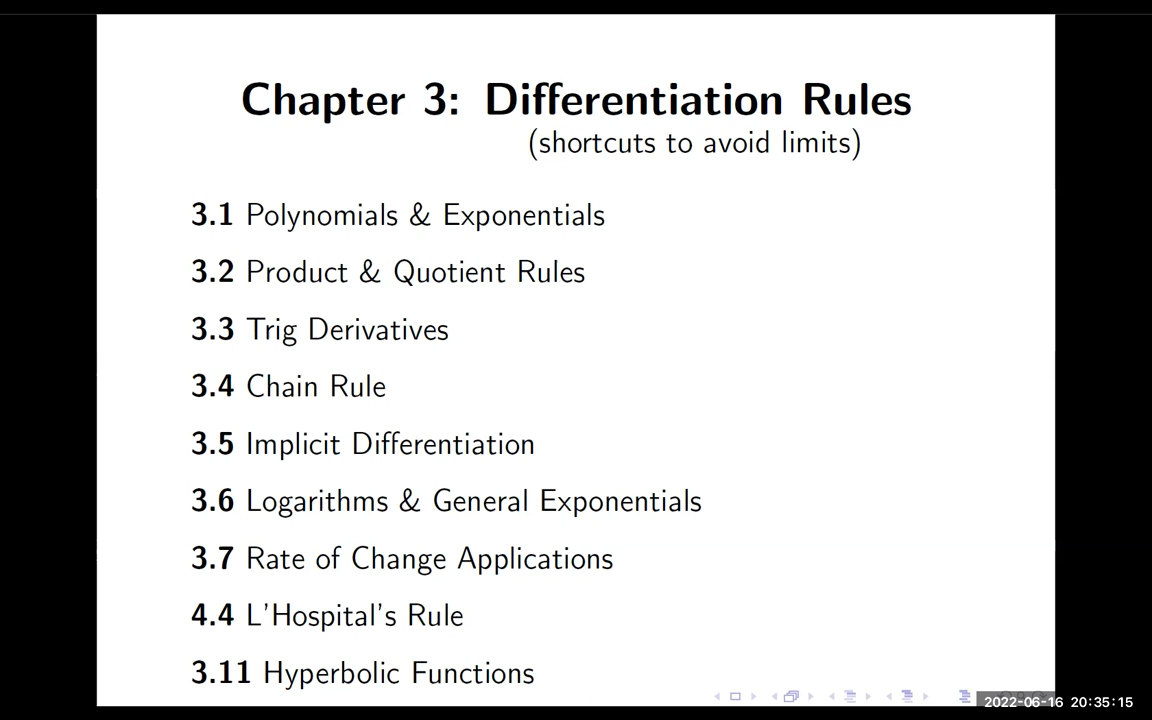 Chapter 3: Differentiation Rules
(shortcuts to avoid limits)
3.1 Polynomials & Exponentials
3.2 Product & Quotient Rules
3.3 Trig Derivatives
3.4 Chain Rule
3.5 Implicit Differentiation
3.6 Logarithms & General Exponentials
3.7 Rate of Change Applications
4.4 L'Hospital's Rule
3.11 Hyperbolic Functions
2022-06-16 20:35:15